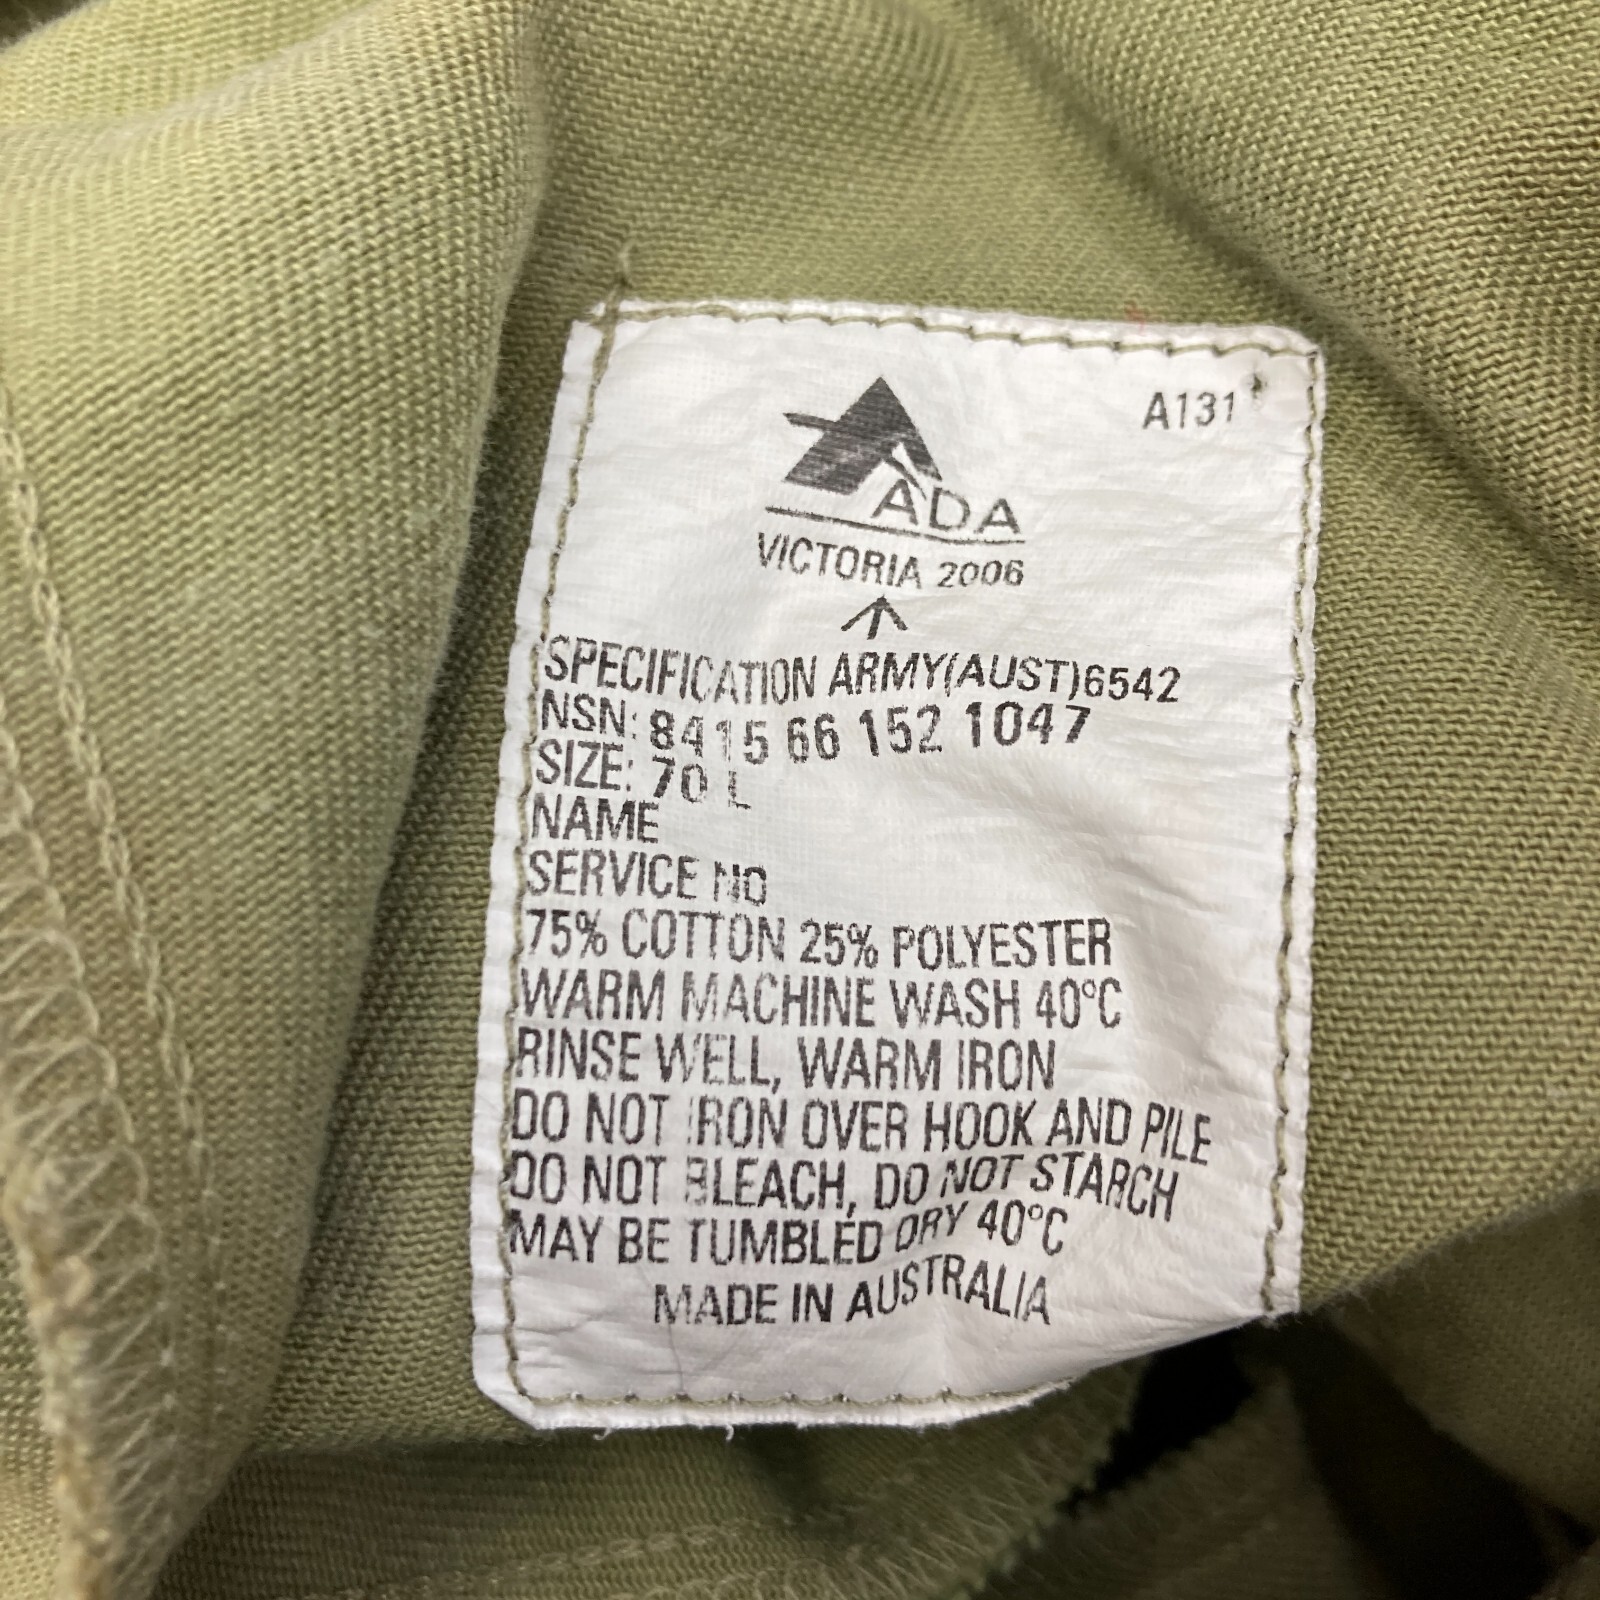 A131
ADA
VICTORIA 2006
SPECIFICATION ARMY(AUST)6542
NSN: 8415 66 152 1047
SIZE: 70 L
NAME
SERVICE NO
75% COTTON 25% POLYESTER
WARM MACHINE WASH 40°C
RINSE WELL, WARM IRON
DO NOT IRON OVER HOOK AND PILE
DO NOT BLEACH, DO NOT STARCH
MAY BE TUMBLED DRY 40°C
MADE IN AUSTRALIA